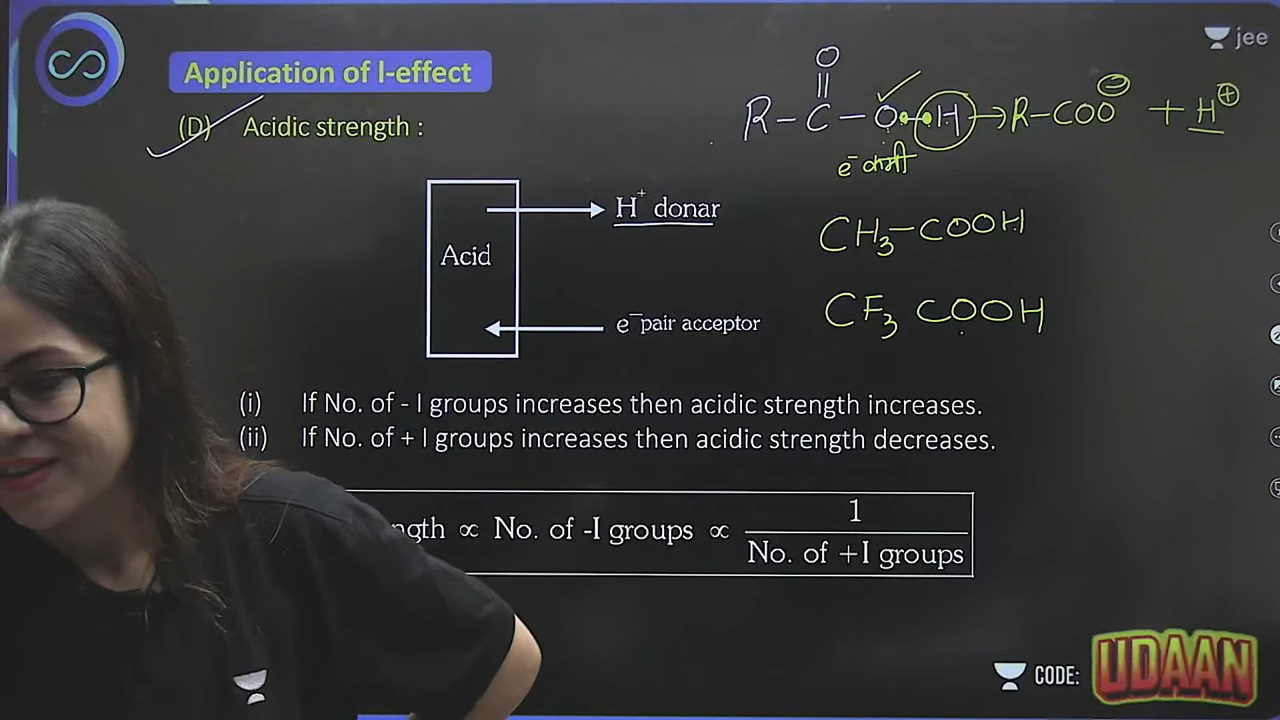 Application of I-effect
jee
(D) Acidic strength :
O
||
R-C-O-H→R-COO⊖ + H⊕
H⁺ donar
CH₃-COOH
Acid
e⁻pair acceptor
CF₃ COOH
(i) If No. of - I groups increases then acidic strength increases.
(ii) If No. of + I groups increases then acidic strength decreases.
ngth ∝ No. of -I groups ∝ 1 / No. of +I groups
CODE: UDAAN